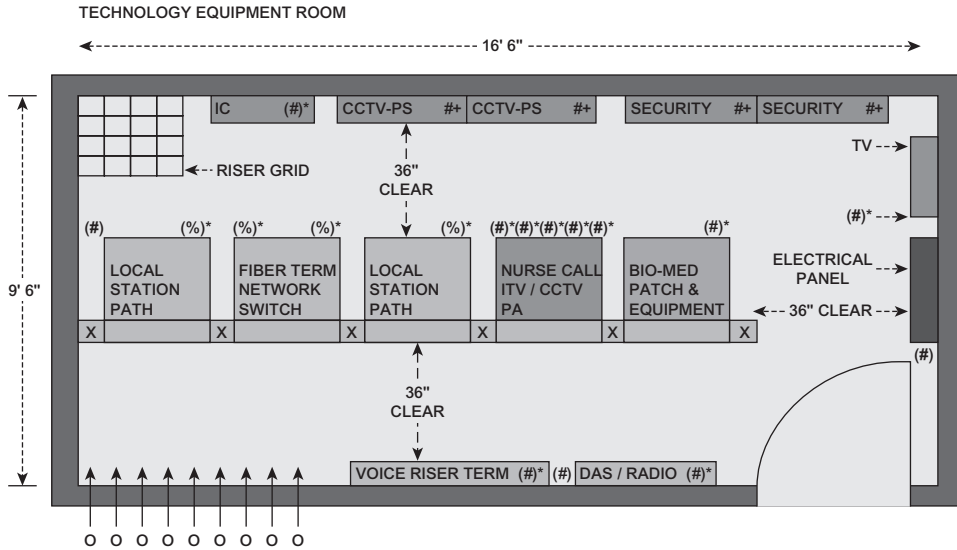 TECHNOLOGY EQUIPMENT ROOM
16' 6"
IC (#)*
CCTV-PS #+
CCTV-PS #+
SECURITY #+
SECURITY #+
TV
RISER GRID
36"
CLEAR
(#)*
(#)
(%)*
(%)*
(%)*
(%)*
(#)*(#)*(#)*(#)*(#)*
(#)*
9' 6"
LOCAL
STATION
PATH
FIBER TERM
NETWORK
SWITCH
LOCAL
STATION
PATH
NURSE CALL
ITV / CCTV
PA
BIO-MED
PATCH &
EQUIPMENT
ELECTRICAL
PANEL
36" CLEAR
X X X X X X
(#)
36"
CLEAR
VOICE RISER TERM (#)* (#) DAS / RADIO (#)*
O O O O O O O O O